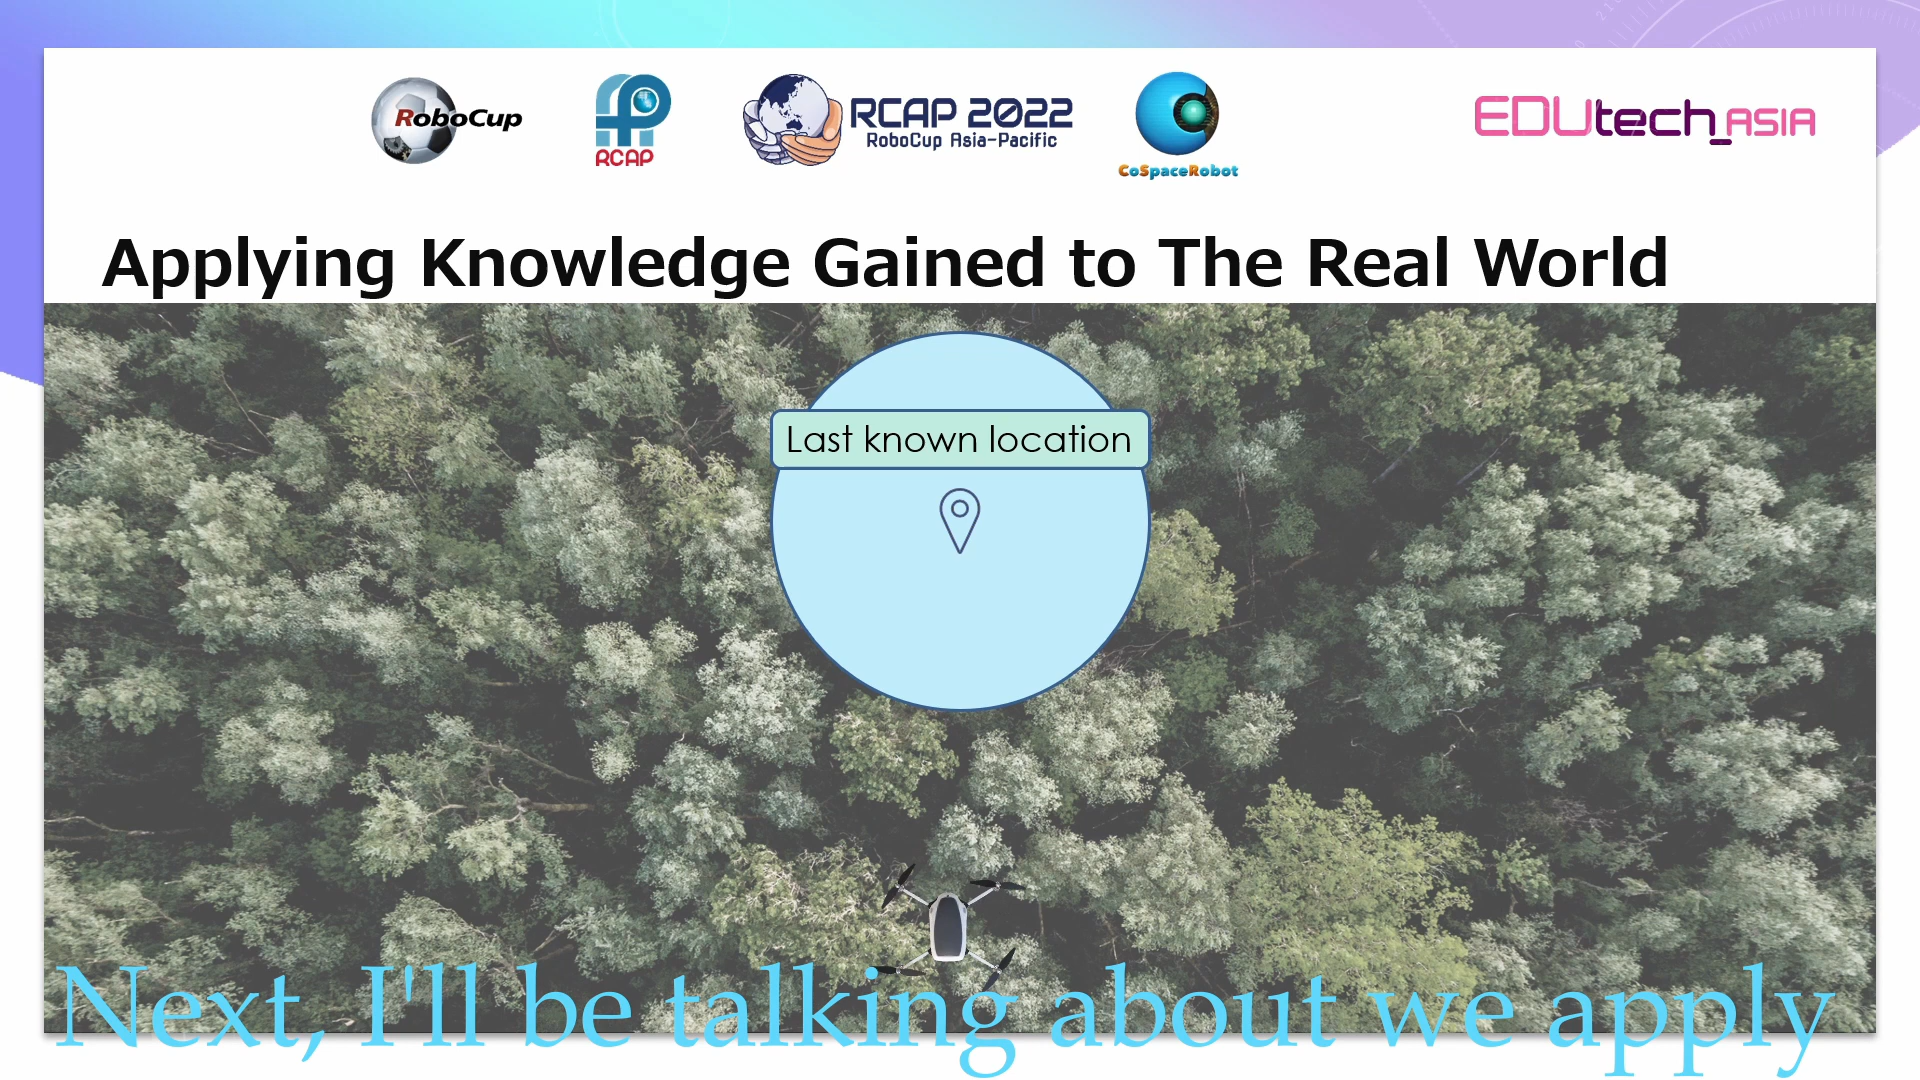 RoboCup
RCAP
RCAP 2022
RoboCup Asia-Pacific
CoSpaceRobot
EDUtech_ASIA
Applying Knowledge Gained to The Real World
Last known location
Next, I'll be talking about we apply